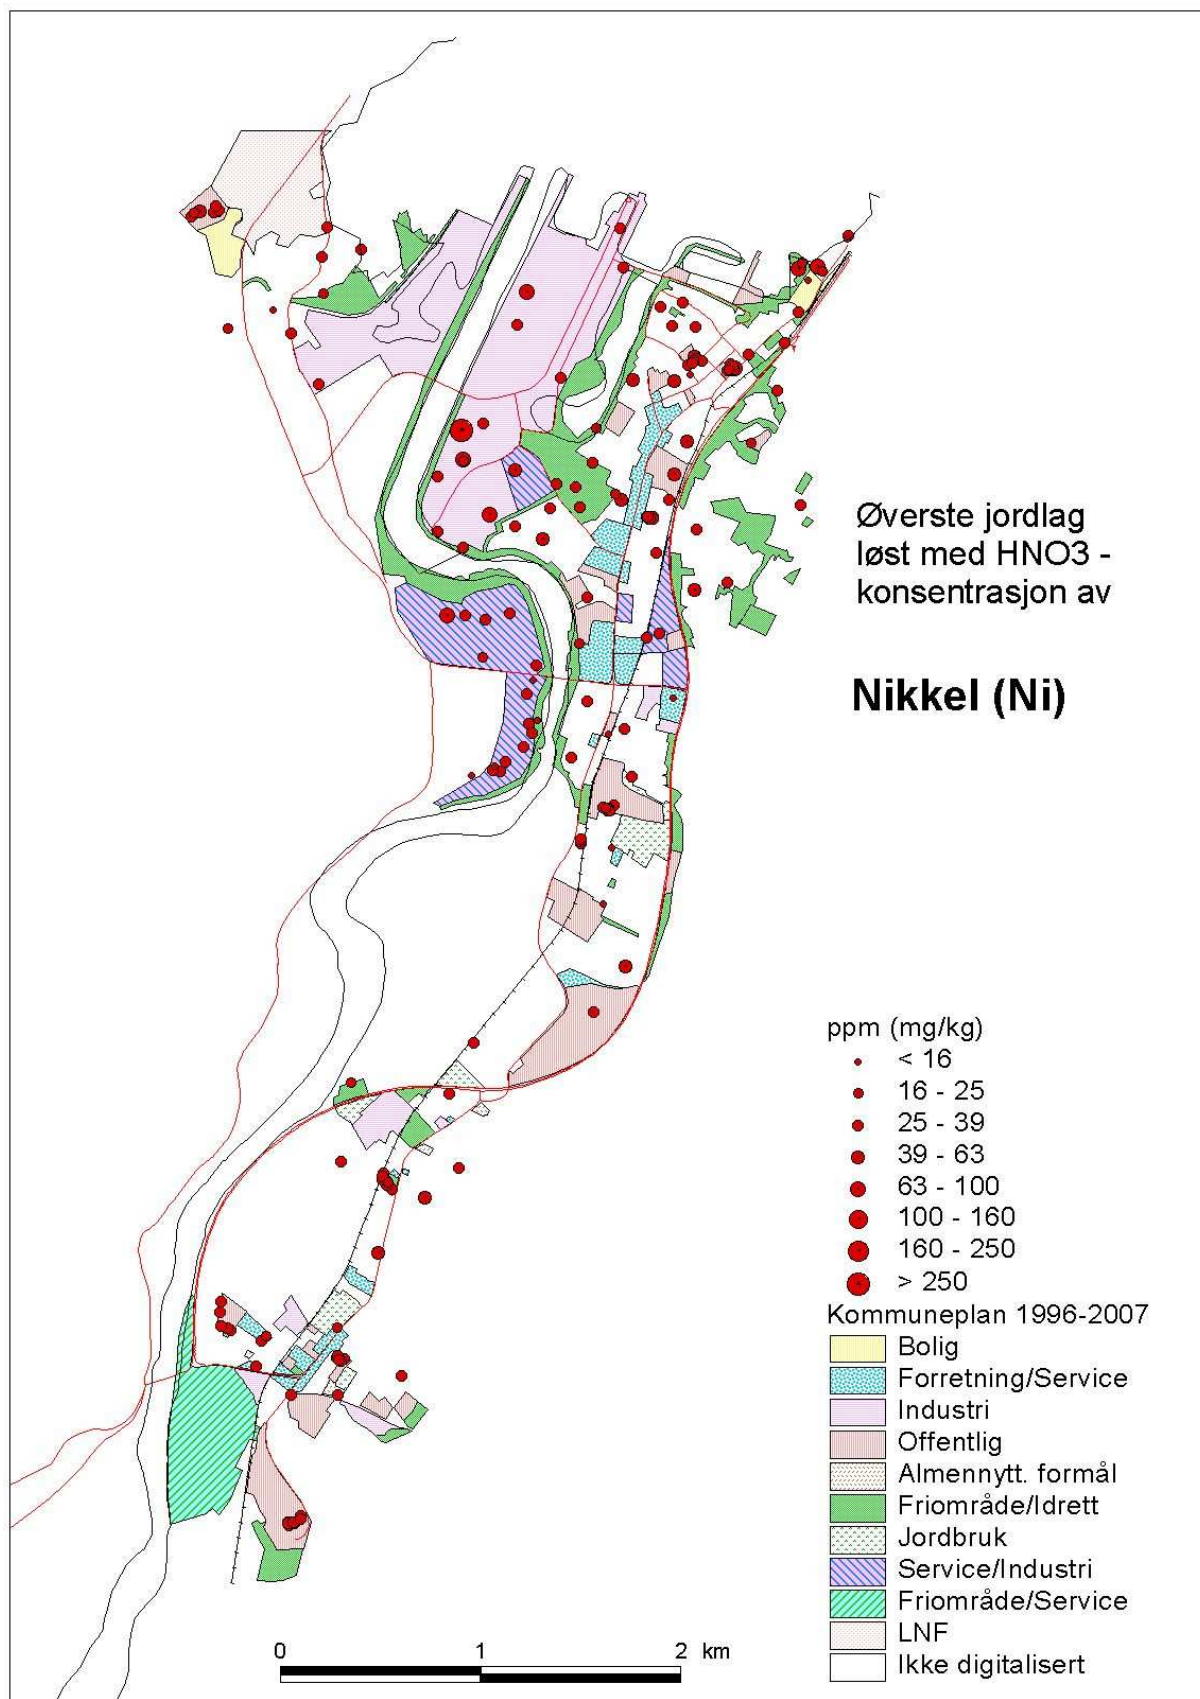 Øverste jordlag
løst med HNO3 -
konsentrasjon av
Nikkel (Ni)
ppm (mg/kg)
< 16
16 - 25
25 - 39
39 - 63
63 - 100
100 - 160
160 - 250
> 250
Kommuneplan 1996-2007
Bolig
Forretning/Service
Industri
Offentlig
Almennytt. formål
Friområde/Idrett
Jordbruk
Service/Industri
Friområde/Service
LNF
Ikke digitalisert
0 1 2 km